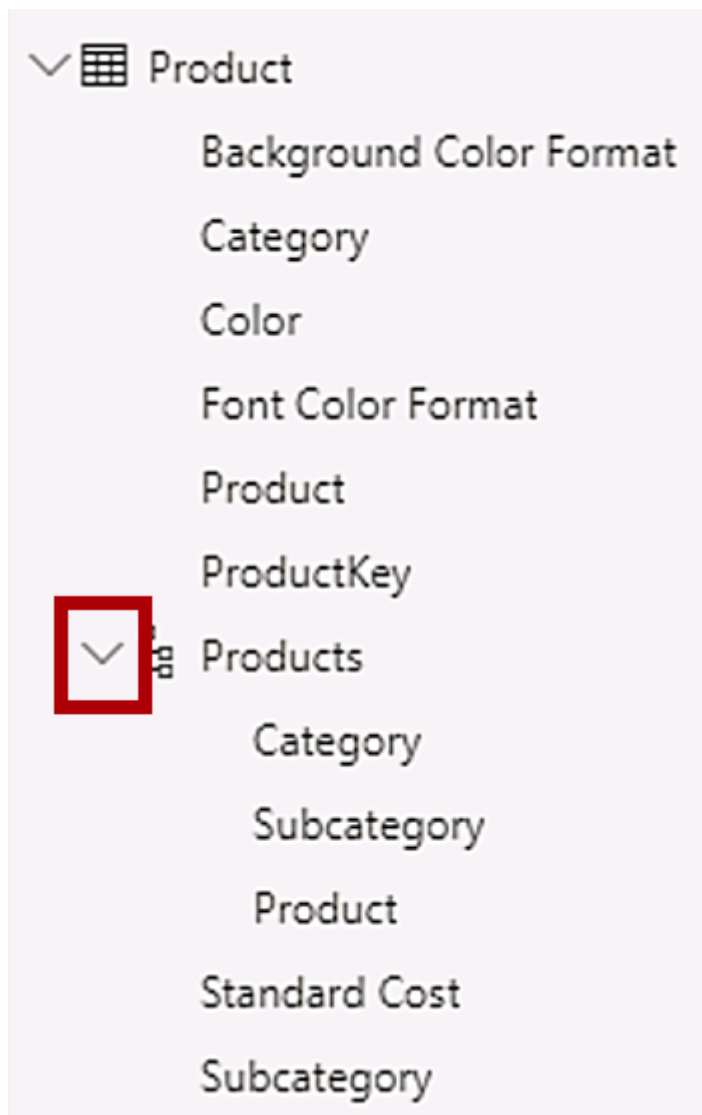 Product
Background Color Format
Category
Color
Font Color Format
Product
ProductKey
Products
Category
Subcategory
Product
Standard Cost
Subcategory